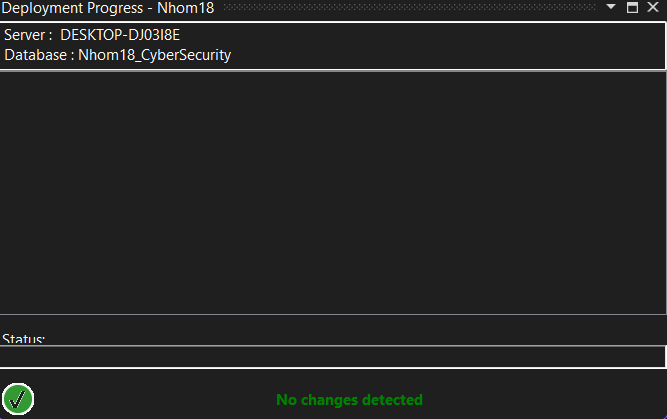 Deployment Progress - Nhom18
Server : DESKTOP-DJ03I8E
Database : Nhom18_CyberSecurity
Status:
No changes detected